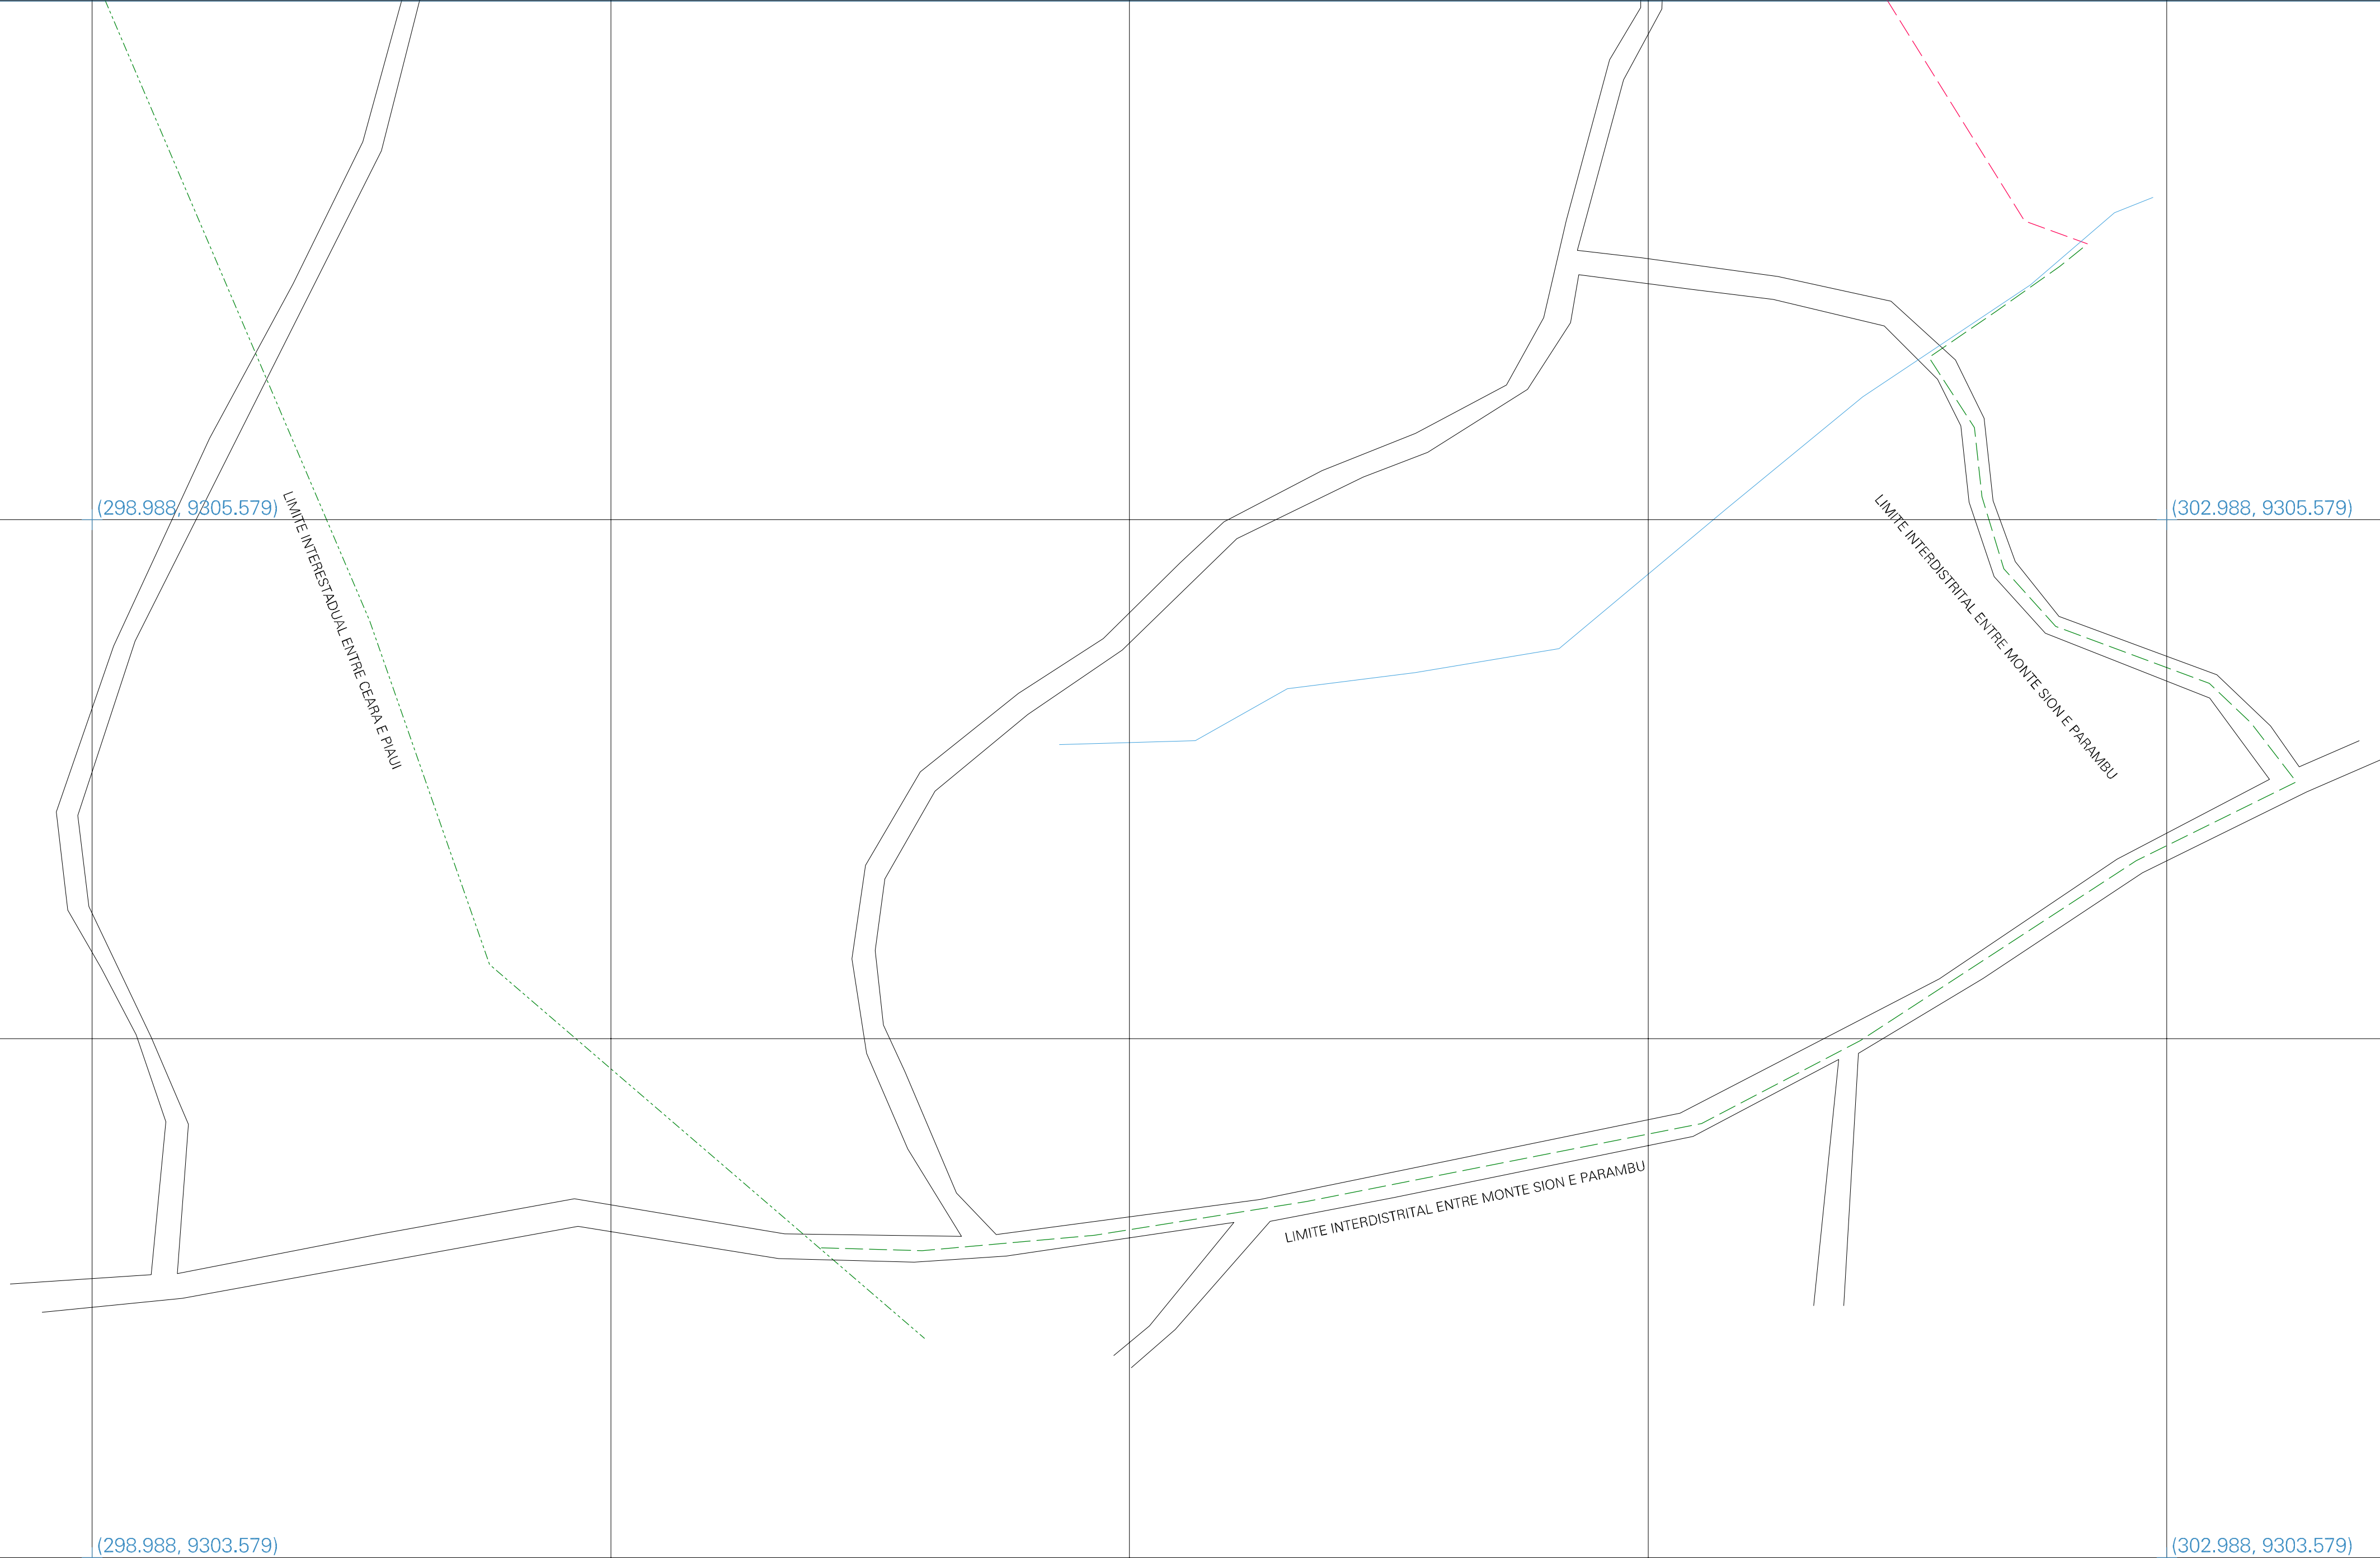 (298.988, 9305.579)
(302.988, 9305.579)
LIMITE INTERESTADUAL ENTRE CEARA E PIAUI
LIMITE INTERDISTRITAL ENTRE MONTE SION E PARAMBU
LIMITE INTERDISTRITAL ENTRE MONTE SION E PARAMBU
(298.988, 9303.579)
(302.988, 9303.579)